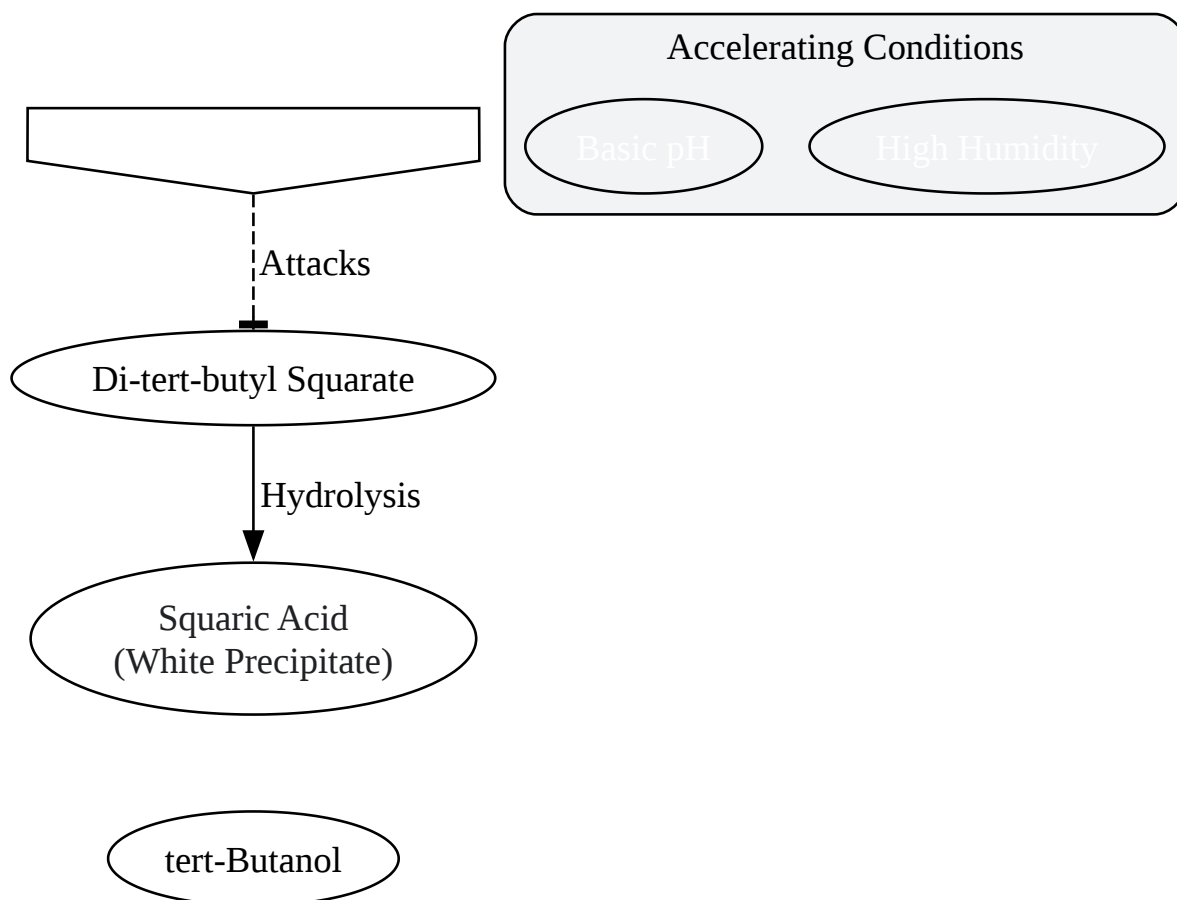 Accelerating Conditions
Basic pH
High Humidity
Attacks
Di-tert-butyl Squarate
Hydrolysis
Squaric Acid
(White Precipitate)
tert-Butanol